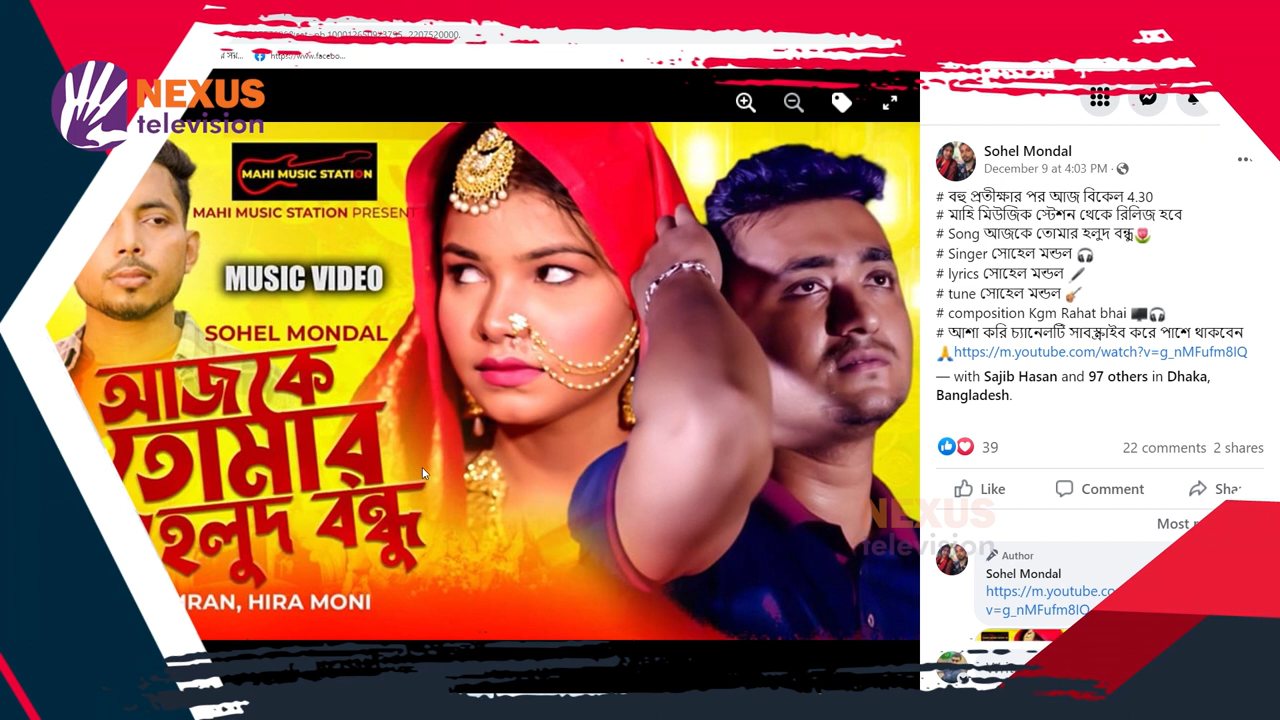 NEXUS
television
https://www.facebo...
MAHI MUSIC STATION
MAHI MUSIC STATION PRESENT
MUSIC VIDEO
SOHEL MONDAL
আজকে
তোমার
হলুদ বন্ধু
HIRA MONI
Sohel Mondal
December 9 at 4:03 PM ·
# বহু প্রতীক্ষার পর আজ বিকেল 4.30
# মাহি মিউজিক স্টেশন থেকে রিলিজ হবে
# Song আজকে তোমার হলুদ বন্ধু🌷
# Singer সোহেল মন্ডল 🎧
# lyrics সোহেল মন্ডল 🖊
# tune সোহেল মন্ডল 🎸
# composition Kgm Rahat bhai 🖥🎧
# আশা করি চ্যানেলটি সাবস্ক্রাইব করে পাশে থাকবেন
🙏https://m.youtube.com/watch?v=g_nMFufm8IQ
— with Sajib Hasan and 97 others in Dhaka,
Bangladesh.
39
22 comments 2 shares
Like
Comment
Sha
NEXUS
television
Most
Author
Sohel Mondal
https://m.youtube.co
v=g_nMFufm8IQ